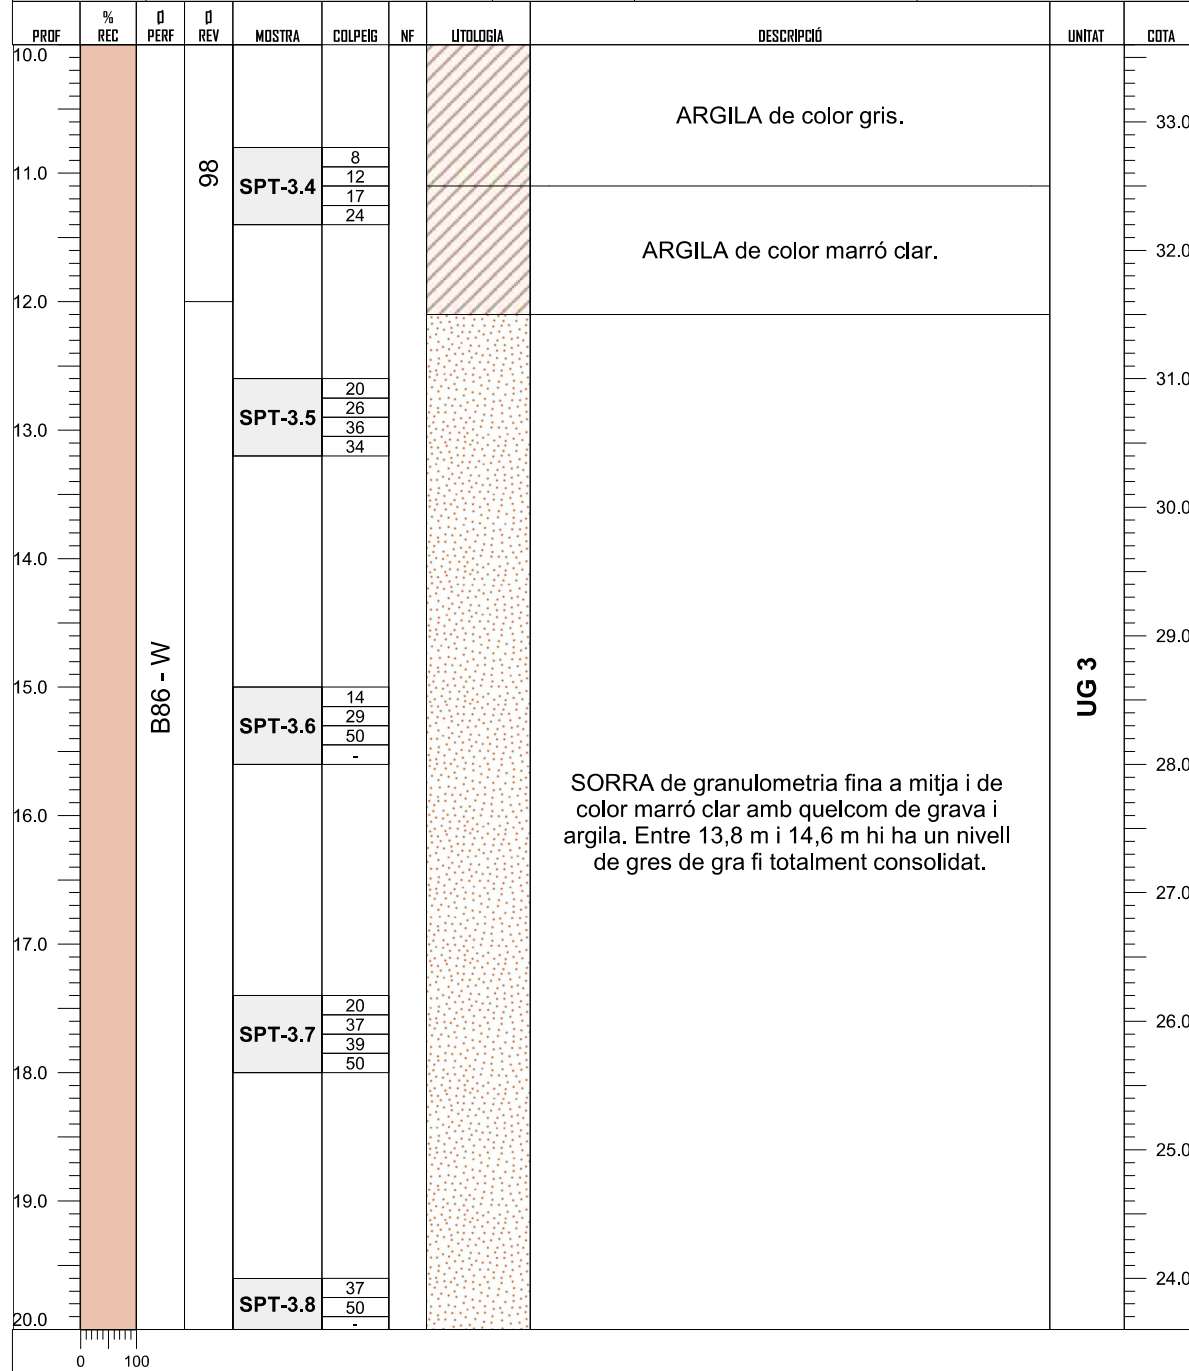 PROF
% REC
Ø PERF
Ø REV
MOSTRA
COLPEIG
NF
LITOLOGIA
DESCRIPCIÓ
UNITAT
COTA
10.0
ARGILA de color gris.
33.0
98
11.0
SPT-3.4
8
12
17
24
ARGILA de color marró clar.
32.0
12.0
31.0
SPT-3.5
20
26
36
34
13.0
30.0
14.0
29.0
B86 - W
UG 3
15.0
SPT-3.6
14
29
50
-
28.0
SORRA de granulometria fina a mitja i de
color marró clar amb quelcom de grava i
argila. Entre 13,8 m i 14,6 m hi ha un nivell
de gres de gra fi totalment consolidat.
16.0
27.0
17.0
SPT-3.7
20
37
39
50
26.0
18.0
25.0
19.0
24.0
SPT-3.8
37
50
-
20.0
0 100